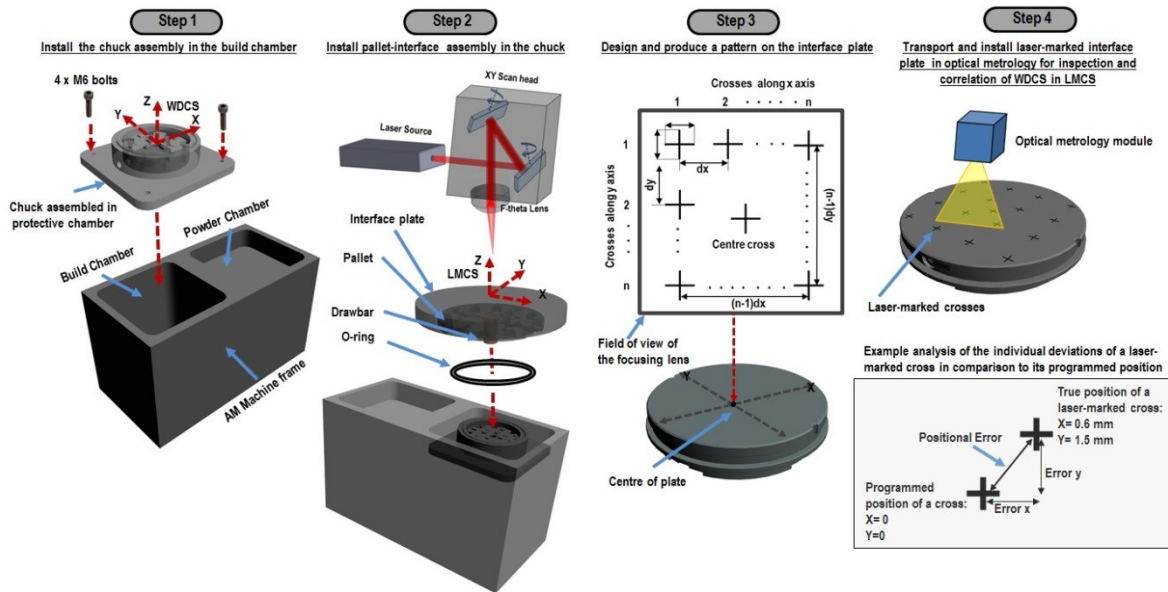 Step 1
Install the chuck assembly in the build chamber
4 x M6 bolts
Z
WDCS
Y
X
Chuck assembled in
protective chamber
Powder Chamber
Build Chamber
AM Machine frame
Step 2
Install pallet-interface assembly in the chuck
XY Scan head
Laser Source
F-theta Lens
Interface plate
Pallet
Z
LMCS
Y
X
Drawbar
O-ring
Step 3
Design and produce a pattern on the interface plate
Crosses along x axis
1 2 . . . . . . n
Crosses along y axis
1
2
n
dx
dy
(n-1)dy
Centre cross
(n-1)dx
Field of view
of the focusing lens
Y
X
Centre of plate
Step 4
Transport and install laser-marked interface
plate in optical metrology for inspection and
correlation of WDCS in LMCS
Optical metrology module
Laser-marked crosses
Example analysis of the individual deviations of a laser-
marked cross in comparison to its programmed position
True position of a
laser-marked cross:
X= 0.6 mm
Y= 1.5 mm
Positional Error
Error y
Error x
Programmed
position of a cross:
X= 0
Y=0